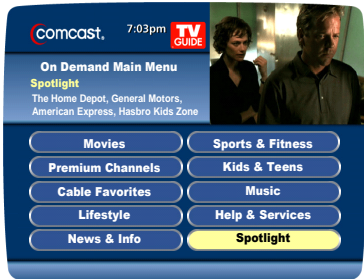 comcast.
7:03pm
TV
GUIDE
On Demand Main Menu
Spotlight
The Home Depot, General Motors,
American Express, Hasbro Kids Zone
Movies
Sports & Fitness
Premium Channels
Kids & Teens
Cable Favorites
Music
Lifestyle
Help & Services
News & Info
Spotlight